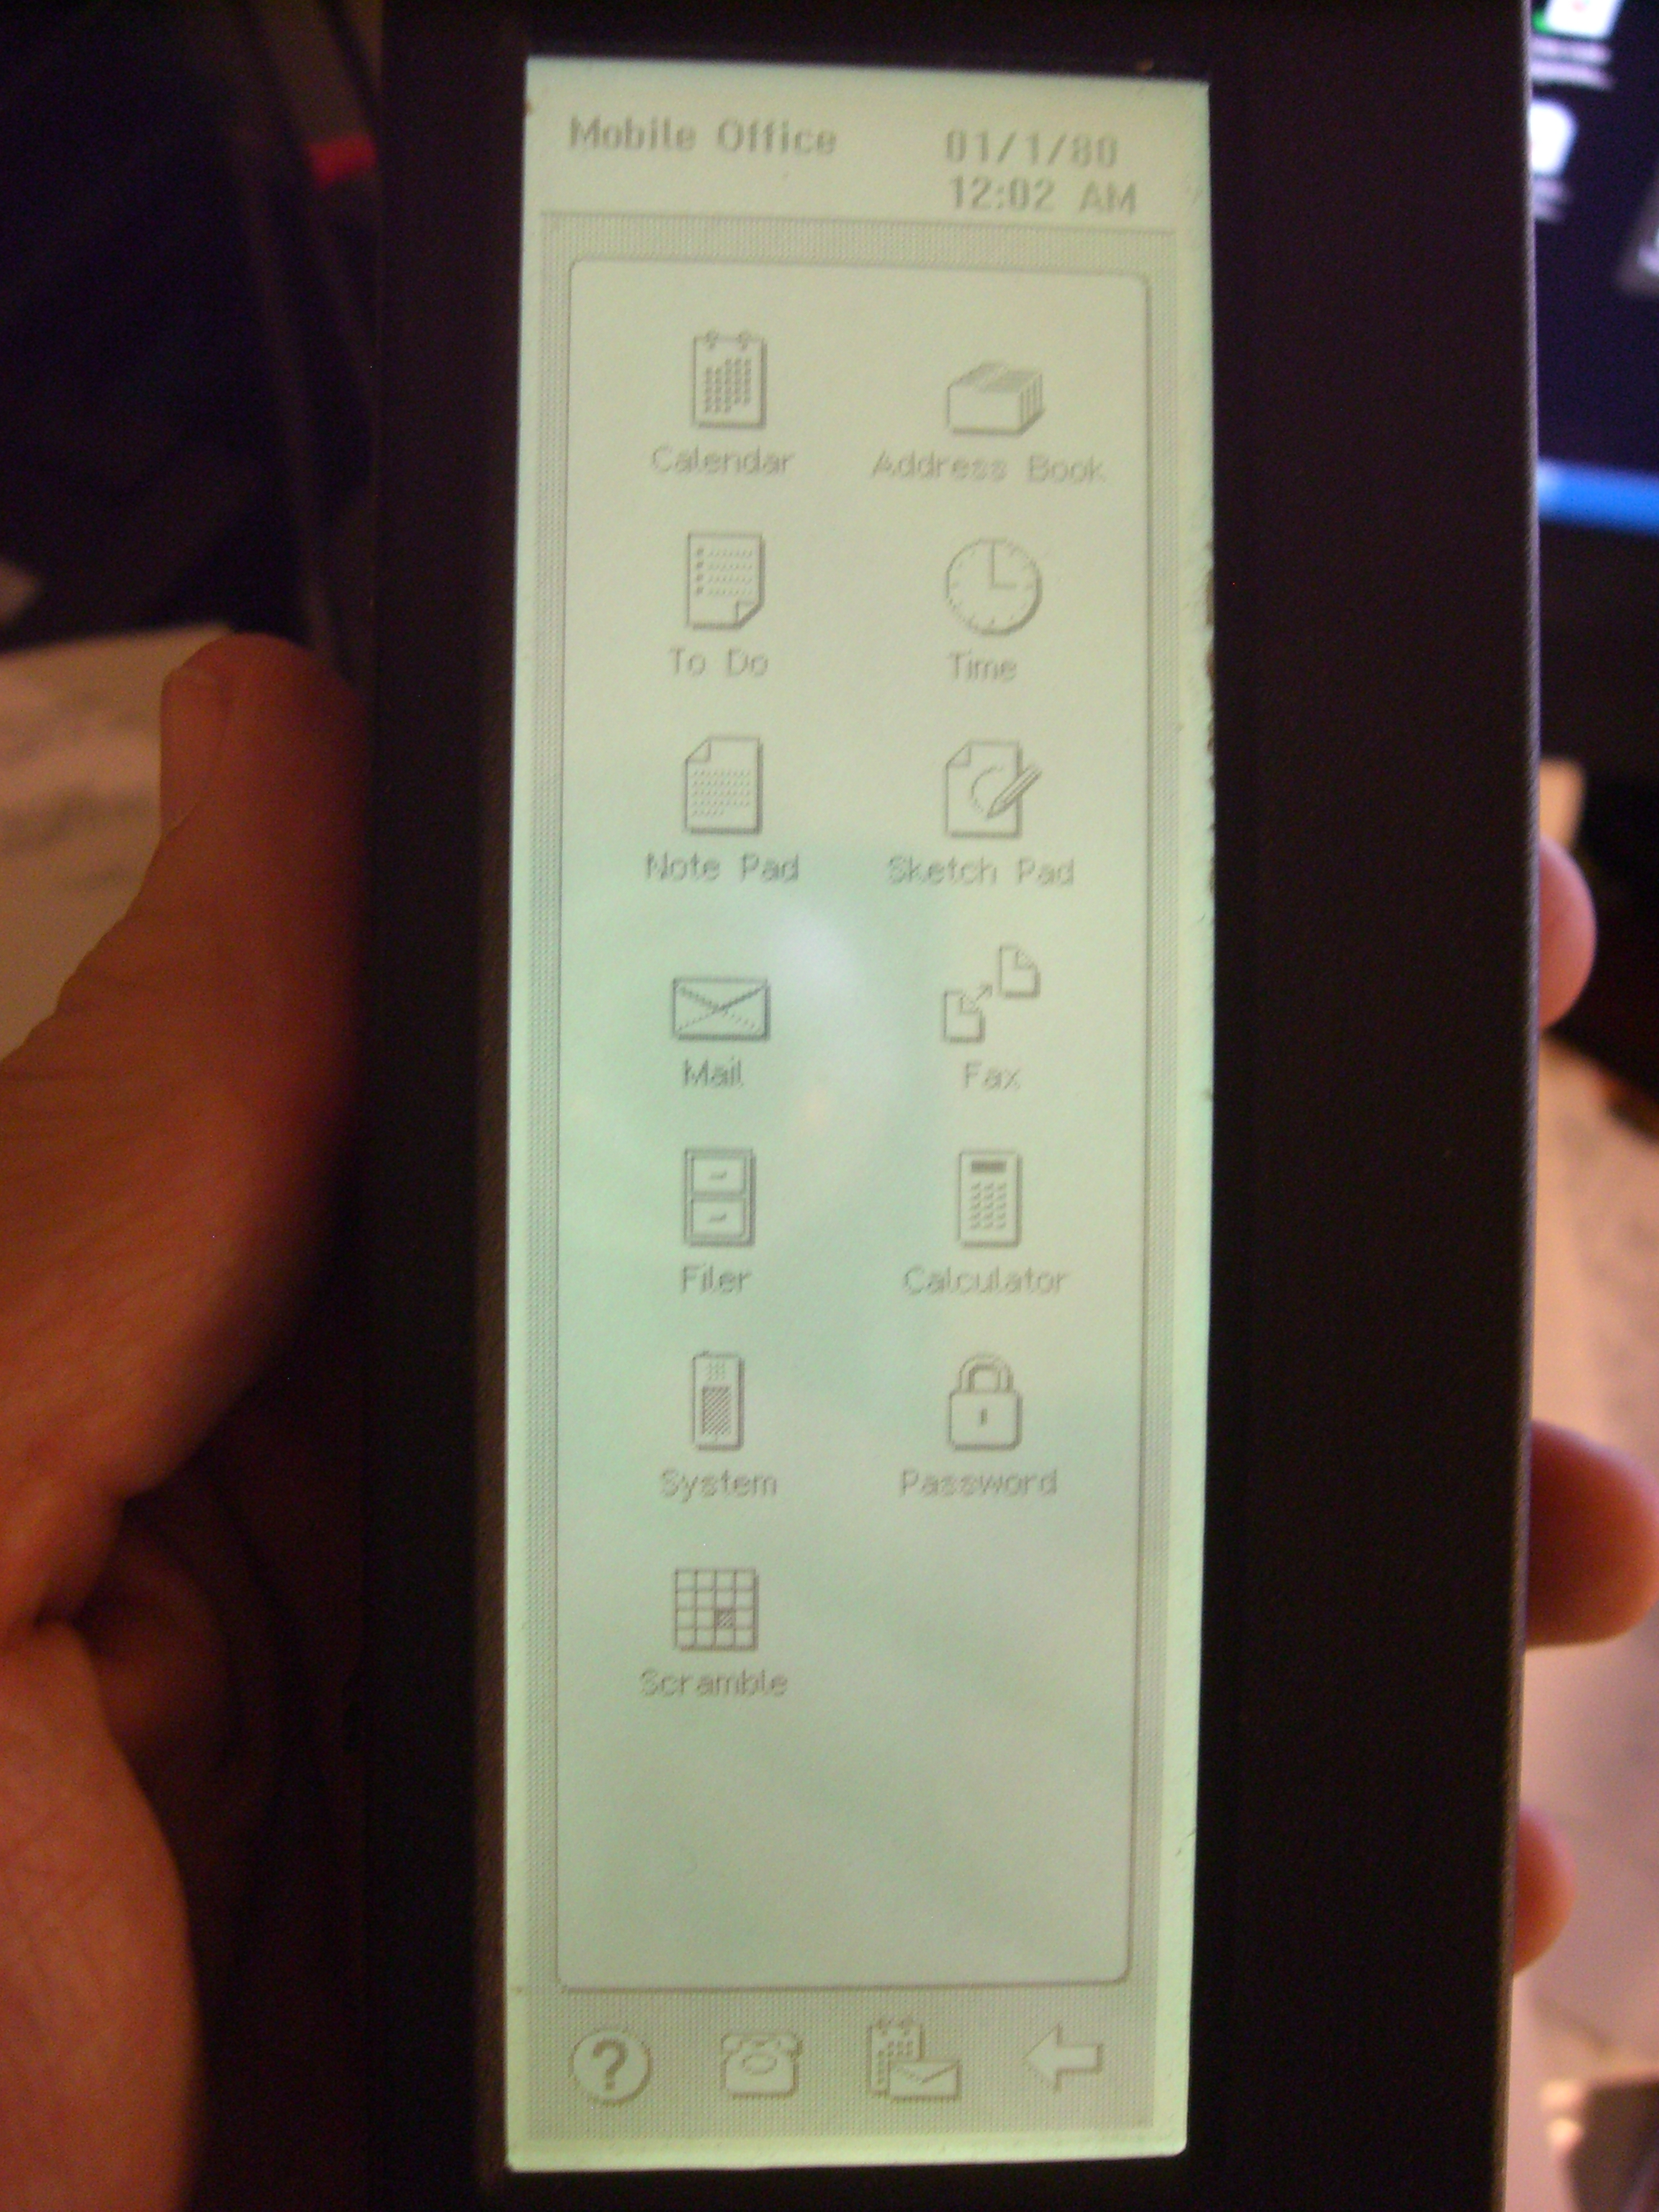 Mobile Office 01/1/80
12:02 AM
Calendar Address Book
To Do Time
Note Pad Sketch Pad
Mail Fax
Filer Calculator
System Password
Scramble
?